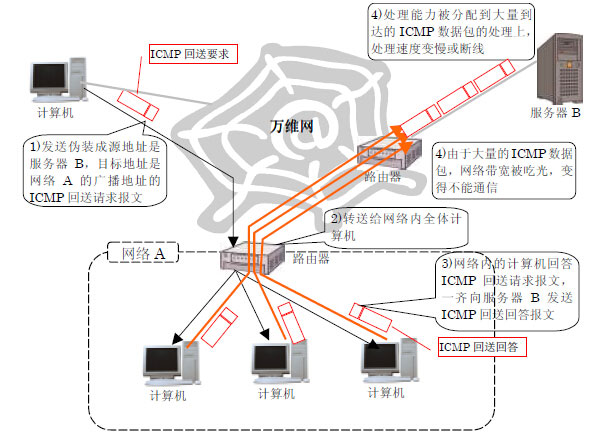 4)处理能力被分配到大量到
达的 ICMP 数据包的处理上，
处理速度变慢或断线
ICMP 回送要求
计算机
万维网
服务器 B
1)发送伪装成源地址是
服务器 B，目标地址是
网络 A 的广播地址的
ICMP 回送请求报文
4)由于大量的 ICMP 数据
包，网络带宽被吃光，变
得不能通信
路由器
2)转送给网络内全体计
算机
网络 A
路由器
3)网络内的计算机回答
ICMP 回送请求报文，
一齐向服务器 B 发送
ICMP 回送回答报文
ICMP 回送回答
计算机
计算机
计算机